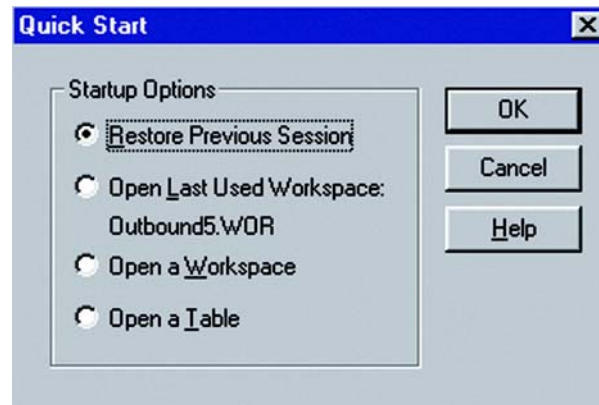 Quick Start
Startup Options
Restore Previous Session
Open Last Used Workspace:
Outbound5.WOR
Open a Workspace
Open a Table
OK
Cancel
Help